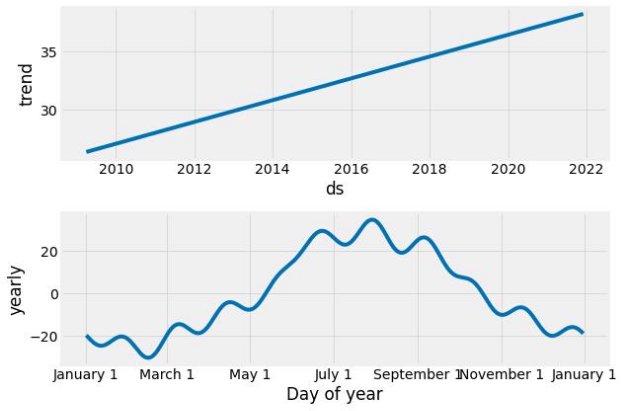 35
30
trend
2010 2012 2014 2016 2018 2020 2022
ds
20
0
−20
yearly
January 1 March 1 May 1 July 1 September 1 November 1 January 1
Day of year